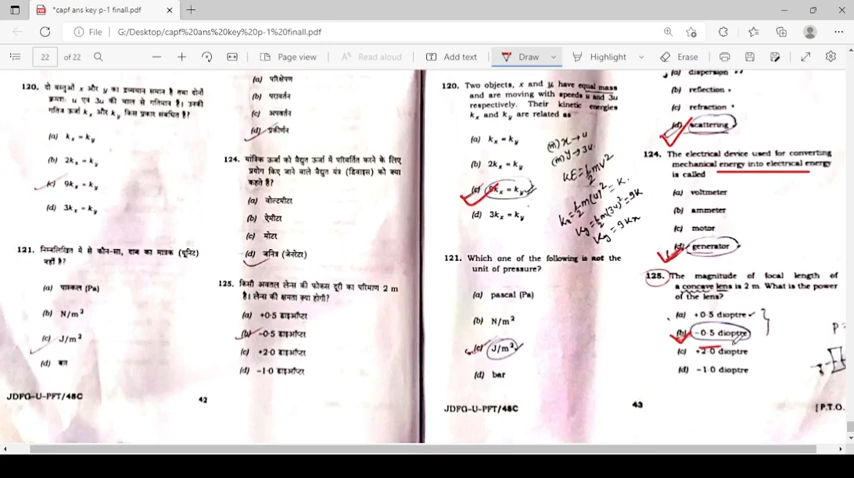 *capf ans key p-1 finall.pdf
File
G:/Desktop/capf%20ans%20key%20p-1%20finall.pdf
22 of 22
Page view
Read aloud
Add text
Draw
Highlight
Erase
120. दो वस्तुओं x और y का द्रव्यमान समान है तथा दोनों
क्रमशः u एवं 3u की चाल से गतिमान हैं। उनकी
गतिज ऊर्जा kx और ky किस प्रकार संबंधित हैं?
(a) kx = ky
(b) 2kx = ky
(c) 9kx = ky
(d) 3kx = ky
121. निम्नलिखित में से कौन-सा, दाब का मात्रक (यूनिट)
नहीं है?
(a) पास्कल (Pa)
(b) N/m²
(c) J/m³
(d) बार
JDFG-U-PFT/48C
(a) परिक्षेपण
(b) परावर्तन
(c) अपवर्तन
(d) प्रकीर्णन
124. यांत्रिक ऊर्जा को वैद्युत ऊर्जा में परिवर्तित करने के लिए
प्रयोग किए जाने वाले वैद्युत यंत्र (डिवाइस) को क्या
कहते हैं?
(a) वोल्टमीटर
(b) ऐमीटर
(c) मोटर
(d) जनित्र (जेनरेटर)
125. किसी अवतल लेन्स की फोकस दूरी का परिमाण 2 m
है। लेन्स की क्षमता क्या होगी?
(a) +0·5 डाइऑप्टर
(b) -0·5 डाइऑप्टर
(c) +2·0 डाइऑप्टर
(d) -1·0 डाइऑप्टर
42
120. Two objects, x and y, have equal mass
and are moving with speeds u and 3u
respectively. Their kinetic energies
kx and ky are related as
(a) kx = ky
(b) 2kx = ky
(c) 9kx = ky
(d) 3kx = ky
(m) x → u
(m) y → 3u
KE = ½mv²
kx = ½m(u)² = k
ky = ½m(3u)² = 9k
ky = 9kx
121. Which one of the following is not the
unit of pressure?
(a) pascal (Pa)
(b) N/m²
(c) J/m³
(d) bar
JDFG-U-PFT/48C
(a) dispersion
(b) reflection
(c) refraction
(d) scattering
124. The electrical device used for converting
mechanical energy into electrical energy
is called
(a) voltmeter
(b) ammeter
(c) motor
(d) generator
125. The magnitude of focal length of
a concave lens is 2 m. What is the power
of the lens?
(a) +0·5 dioptre
(b) -0·5 dioptre
(c) +2·0 dioptre
(d) -1·0 dioptre
43
[P.T.O.